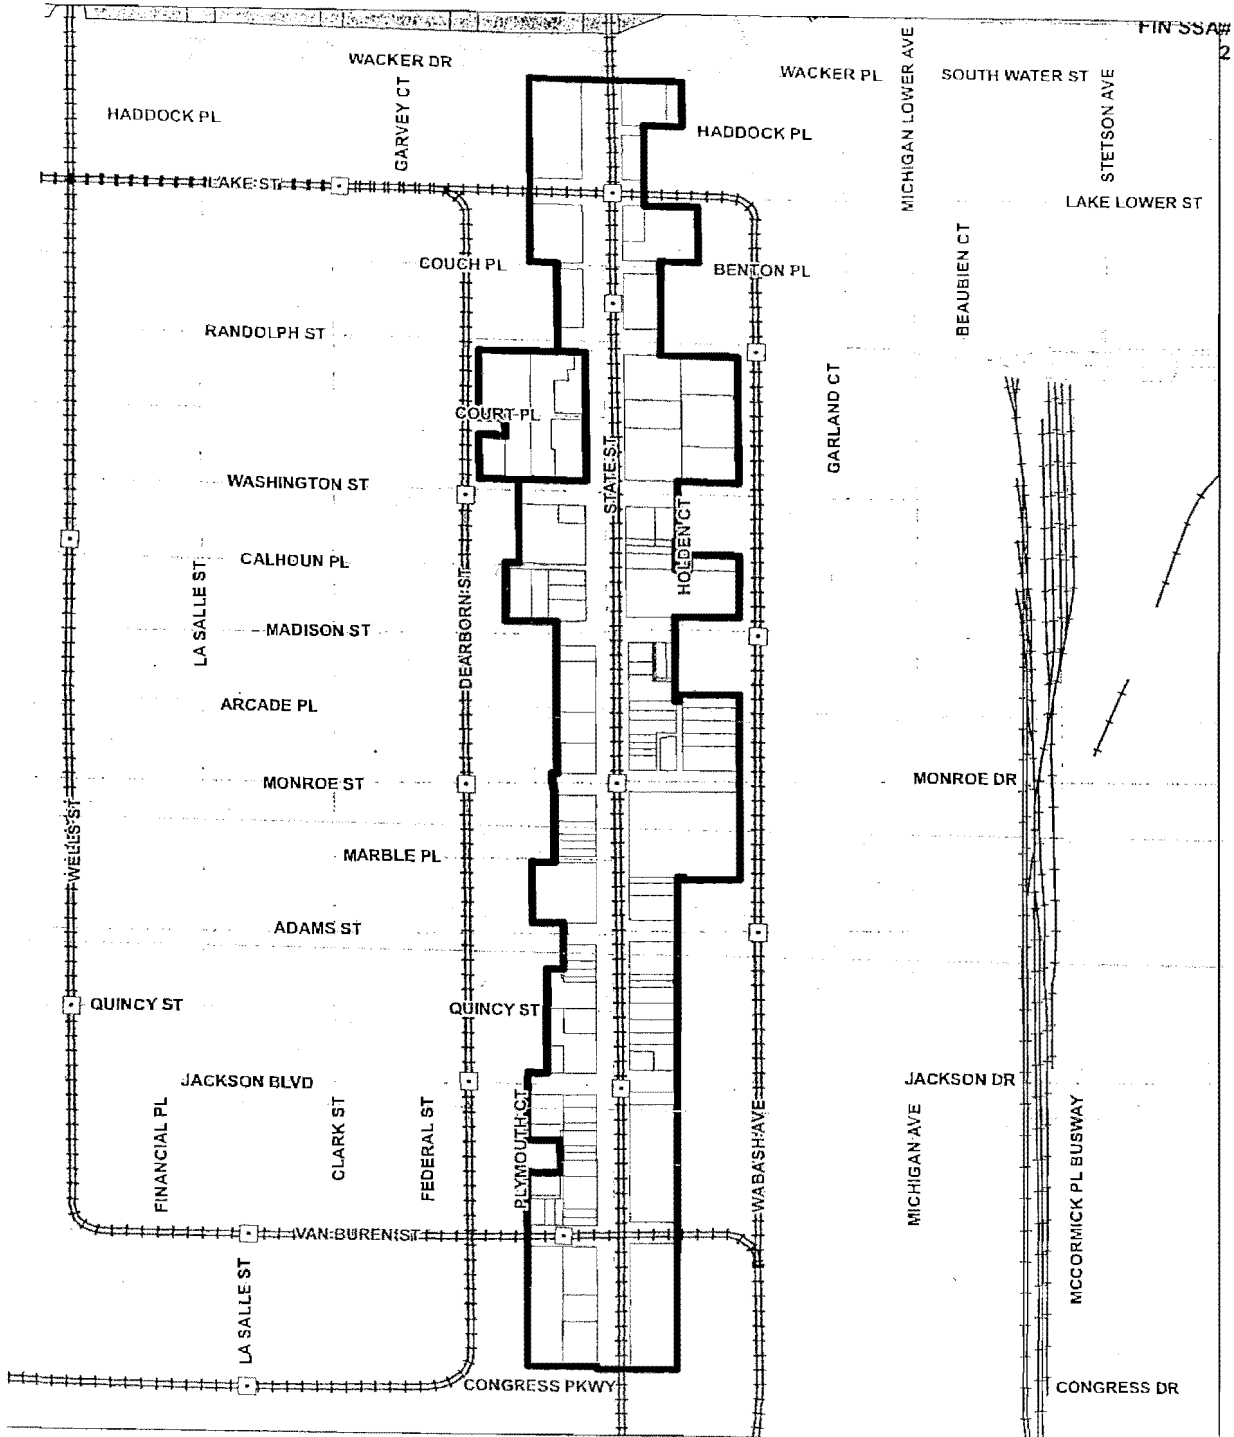 FIN SSA#
2
WACKER DR
WACKER PL
SOUTH WATER ST
MICHIGAN LOWER AVE
STETSON AVE
HADDOCK PL
GARVEY CT
HADDOCK PL
LAKE ST
LAKE LOWER ST
COUCH PL
BENTON PL
BEAUBIEN CT
RANDOLPH ST
GARLAND CT
COURT PL
STATE ST
WASHINGTON ST
HOLDEN CT
CALHOUN PL
LA SALLE ST
DEARBORN ST
MADISON ST
ARCADE PL
MONROE ST
MONROE DR
WELLS ST
MARBLE PL
ADAMS ST
QUINCY ST
QUINCY ST
JACKSON BLVD
JACKSON DR
FINANCIAL PL
CLARK ST
FEDERAL ST
PLYMOUTH CT
WABASH AVE
MICHIGAN AVE
MCCORMICK PL BUSWAY
VAN BUREN ST
LA SALLE ST
CONGRESS PKWY
CONGRESS DR